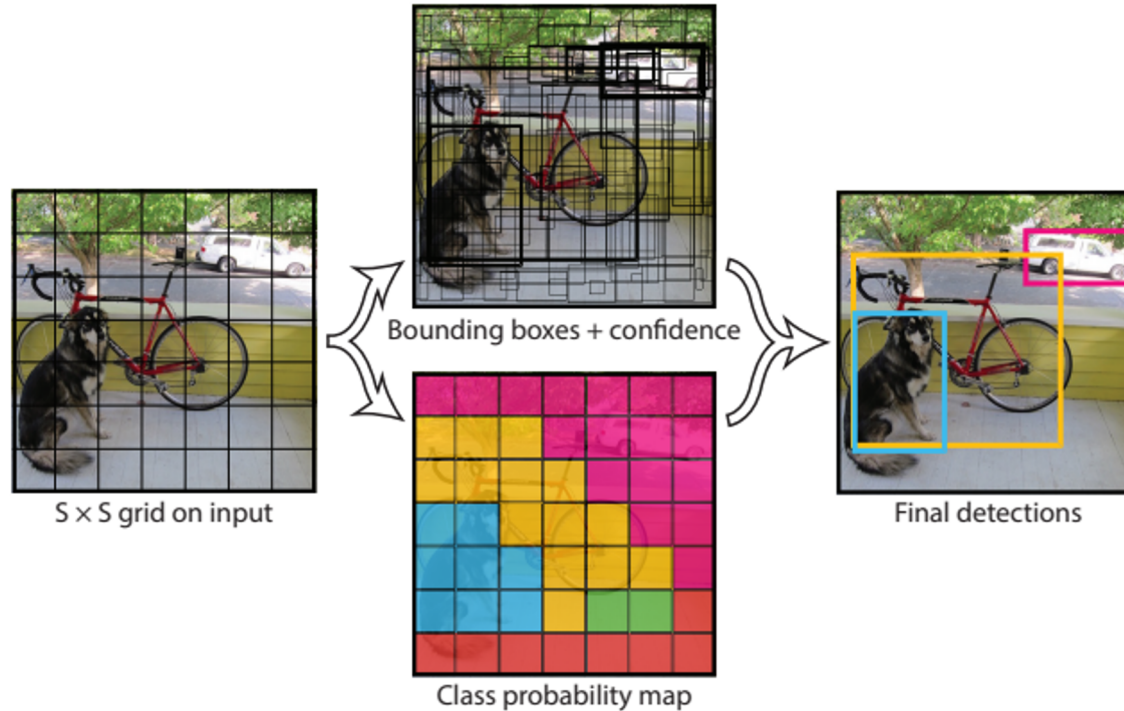 Bounding boxes + confidence
S × S grid on input
Final detections
Class probability map